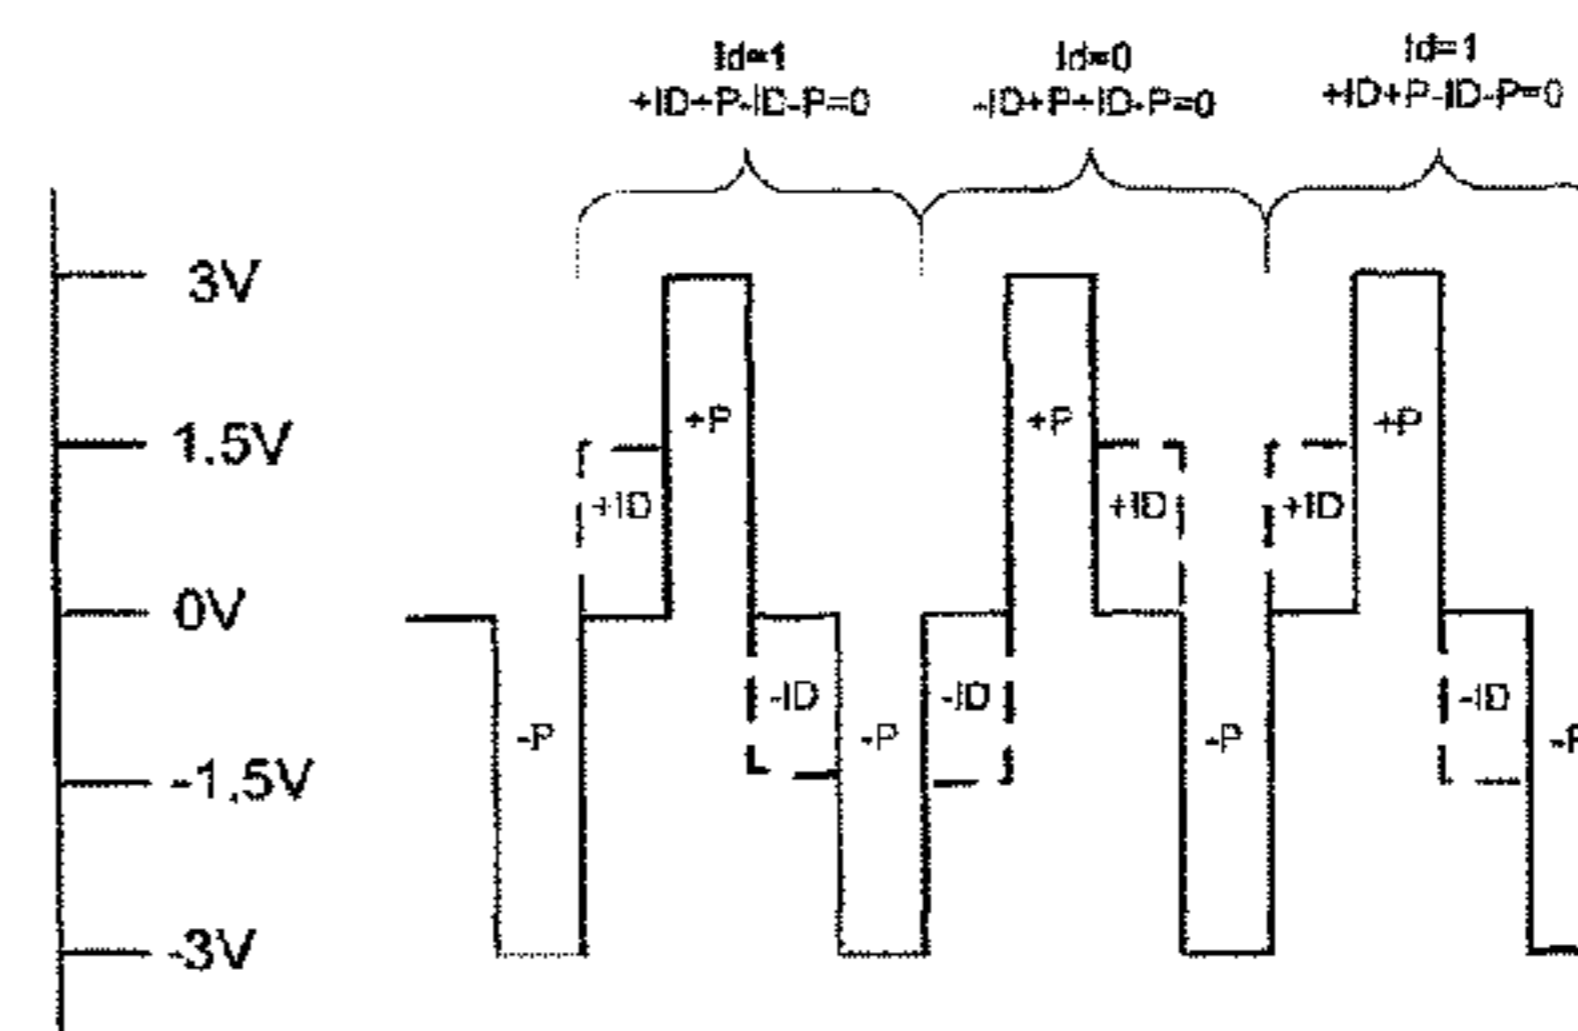 Id=1 Id=0 Id=1
+ID+P-ID-P=0 -ID+P+ID-P=0 +ID+P-ID-P=0
3V
+P +P +P
1.5V
+ID +ID +ID
0V
-ID -ID -ID
-P -P -P -P
-1.5V
-3V